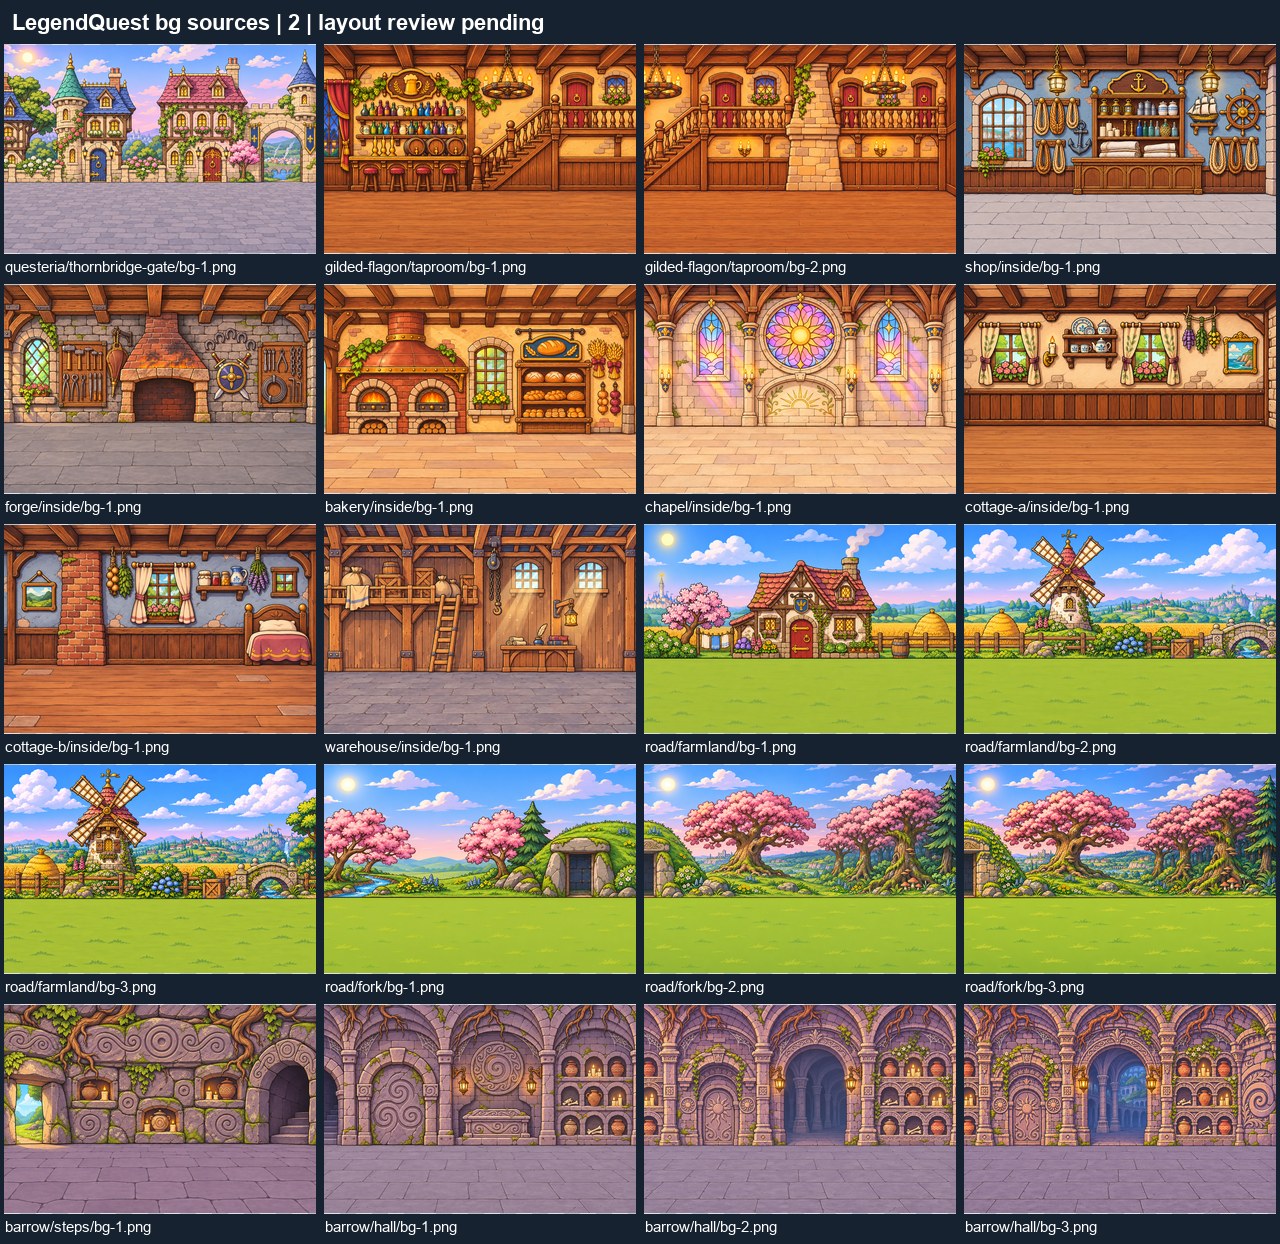 LegendQuest bg sources | 2 | layout review pending
questeria/thornbridge-gate/bg-1.png
gilded-flagon/taproom/bg-1.png
gilded-flagon/taproom/bg-2.png
shop/inside/bg-1.png
forge/inside/bg-1.png
bakery/inside/bg-1.png
chapel/inside/bg-1.png
cottage-a/inside/bg-1.png
cottage-b/inside/bg-1.png
warehouse/inside/bg-1.png
road/farmland/bg-1.png
road/farmland/bg-2.png
road/farmland/bg-3.png
road/fork/bg-1.png
road/fork/bg-2.png
road/fork/bg-3.png
barrow/steps/bg-1.png
barrow/hall/bg-1.png
barrow/hall/bg-2.png
barrow/hall/bg-3.png